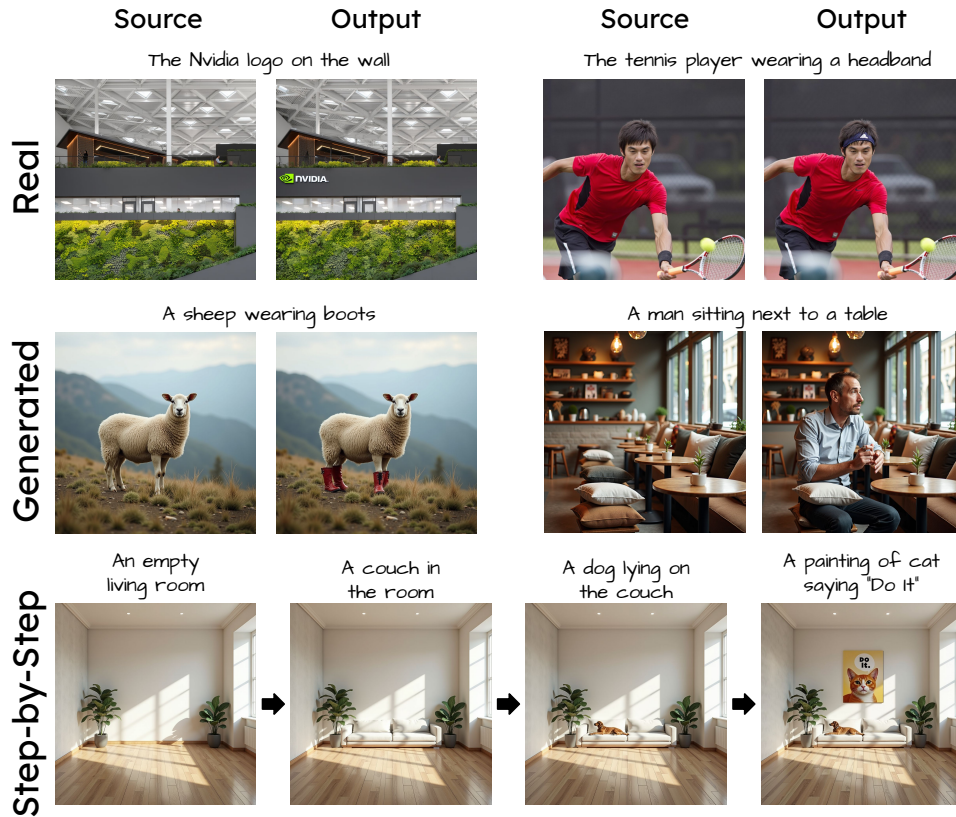 Source
Output
Source
Output
Real
The Nvidia logo on the wall
The tennis player wearing a headband
NVIDIA.
Generated
A sheep wearing boots
A man sitting next to a table
Step-by-Step
An empty
living room
A couch in
the room
A dog lying on
the couch
A painting of cat
saying "Do It"
DO
IT.